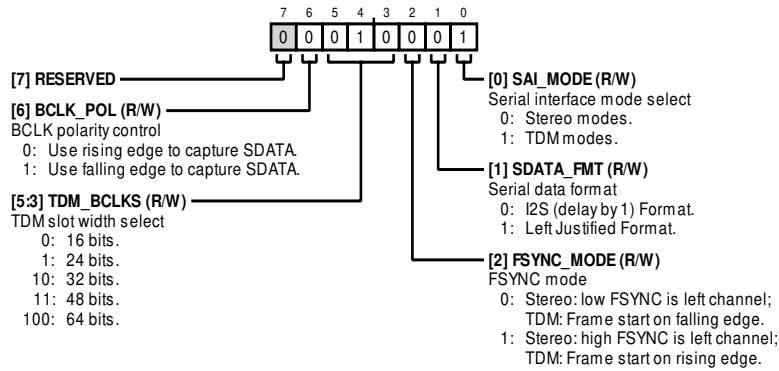 7 6 5 4 3 2 1 0
0 0 0 1 0 0 0 1
[7] RESERVED
[6] BCLK_POL (R/W)
BCLK polarity control
0: Use rising edge to capture SDATA.
1: Use falling edge to capture SDATA.
[5:3] TDM_BCLKS (R/W)
TDM slot width select
0: 16 bits.
1: 24 bits.
10: 32 bits.
11: 48 bits.
100: 64 bits.
[0] SAI_MODE (R/W)
Serial interface mode select
0: Stereo modes.
1: TDM modes.
[1] SDATA_FMT (R/W)
Serial data format
0: I2S (delay by 1) Format.
1: Left Justified Format.
[2] FSYNC_MODE (R/W)
FSYNC mode
0: Stereo: low FSYNC is left channel;
TDM: Frame start on falling edge.
1: Stereo: high FSYNC is left channel;
TDM: Frame start on rising edge.